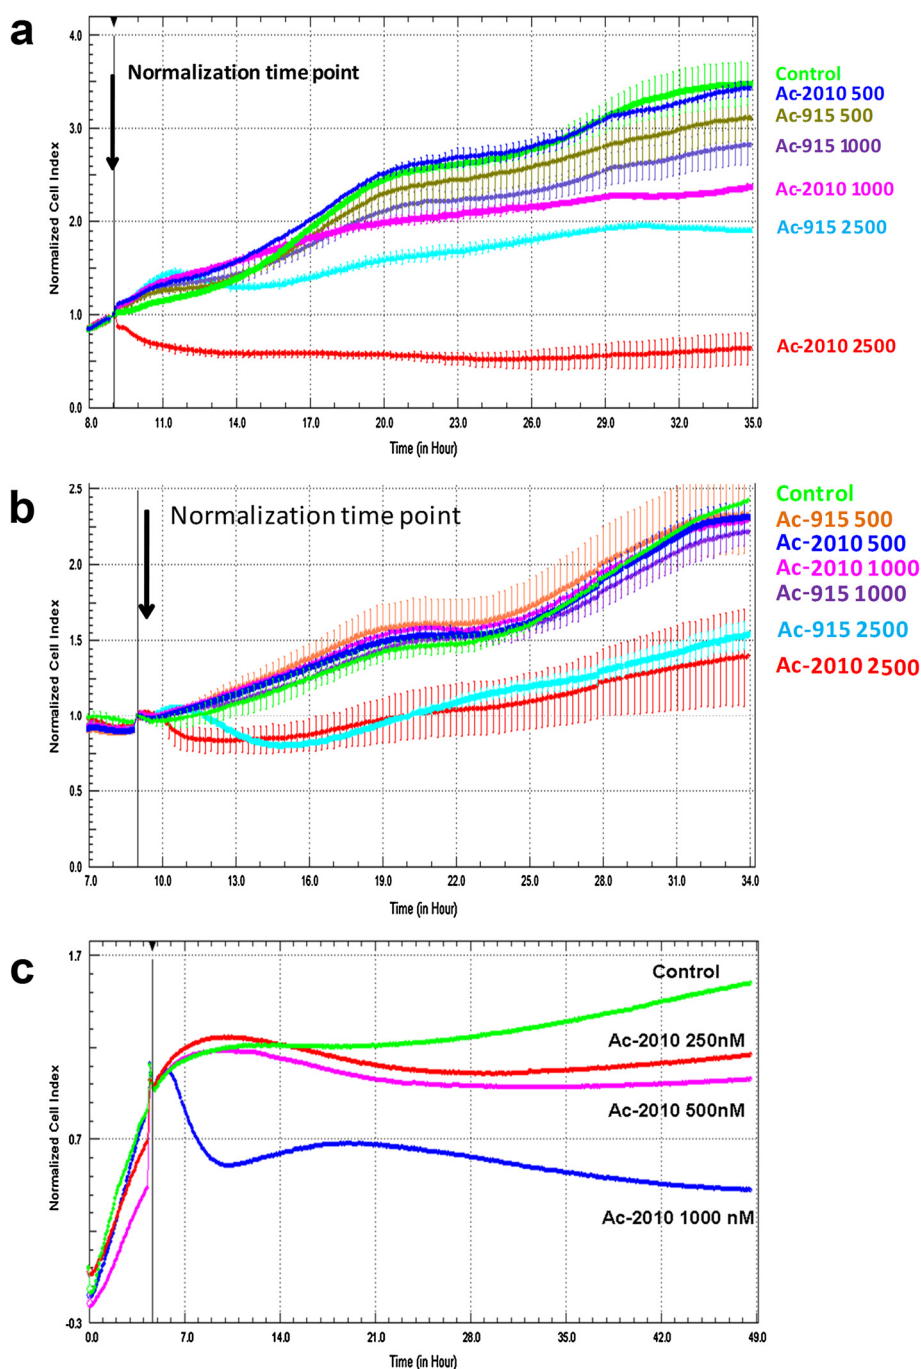 a
Normalization time point
Normalized Cell Index
4.0
3.0
2.0
1.0
0.0
8.0 11.0 14.0 17.0 20.0 23.0 26.0 29.0 32.0 35.0
Time (in Hour)
Control
Ac-2010 500
Ac-915 500
Ac-915 1000
Ac-2010 1000
Ac-915 2500
Ac-2010 2500
b
Normalization time point
Normalized Cell Index
2.5
2.0
1.5
1.0
0.5
0.0
7.0 10.0 13.0 16.0 19.0 22.0 25.0 28.0 31.0 34.0
Time (in Hour)
Control
Ac-915 500
Ac-2010 500
Ac-2010 1000
Ac-915 1000
Ac-915 2500
Ac-2010 2500
c
Normalized Cell Index
1.7
0.7
-0.3
Control
Ac-2010 250nM
Ac-2010 500nM
Ac-2010 1000 nM
0.0 7.0 14.0 21.0 28.0 35.0 42.0 49.0
Time (in Hour)